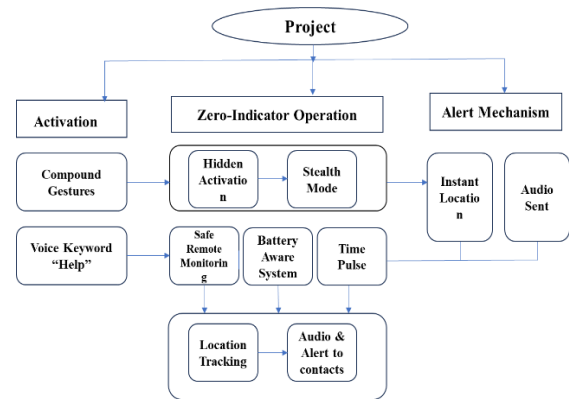 Project
Activation
Zero-Indicator Operation
Alert Mechanism
Compound
Gestures
Hidden
Activatio
n
Stealth
Mode
Instant
Locatio
n
Audio
Sent
Voice Keyword
“Help”
Safe
Remote
Monitorin
g
Battery
Aware
System
Time
Pulse
Location
Tracking
Audio &
Alert to
contacts